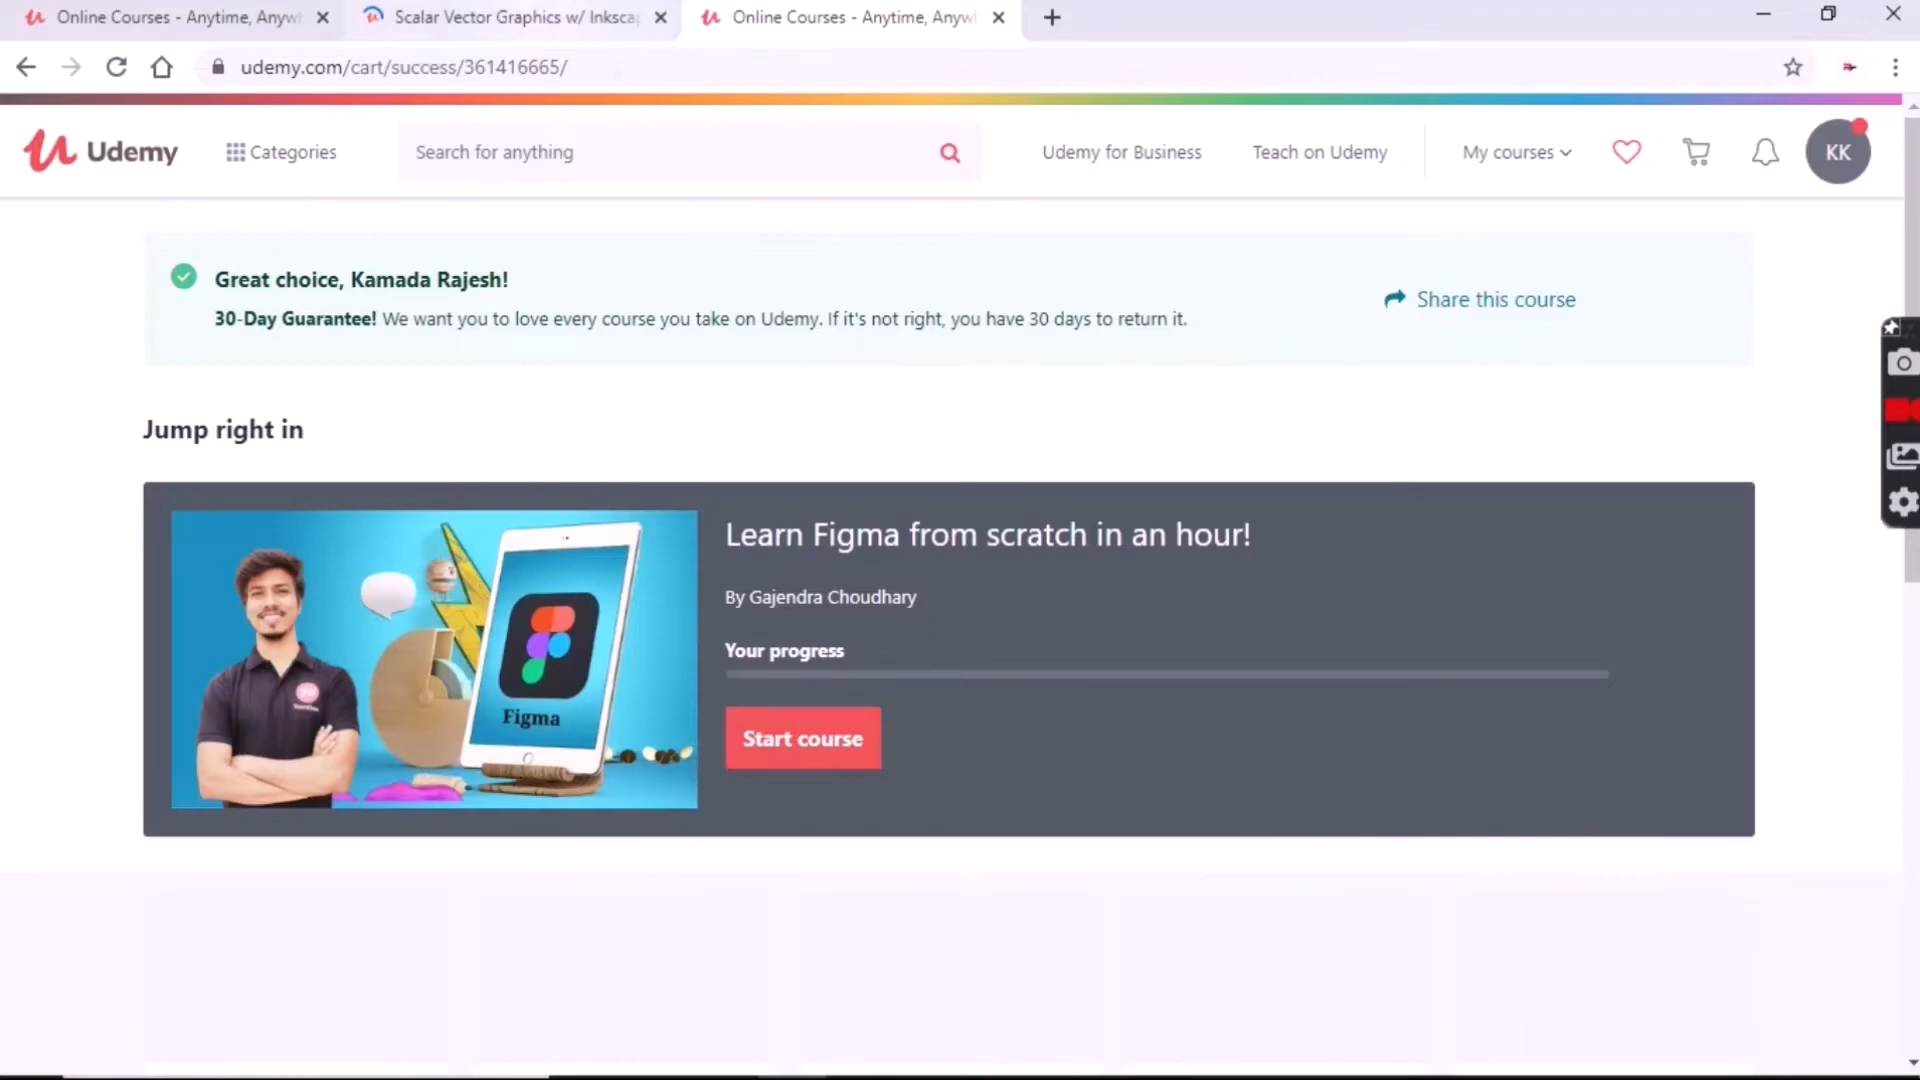 Online Courses - Anytime, Anyw
Scalar Vector Graphics w/ Inksca
Online Courses - Anytime, Anyw
udemy.com/cart/success/361416665/
Udemy
Categories
Search for anything
Udemy for Business
Teach on Udemy
My courses
KK
Great choice, Kamada Rajesh!
30-Day Guarantee! We want you to love every course you take on Udemy. If it's not right, you have 30 days to return it.
Share this course
Jump right in
Learn Figma from scratch in an hour!
By Gajendra Choudhary
Your progress
Figma
Start course